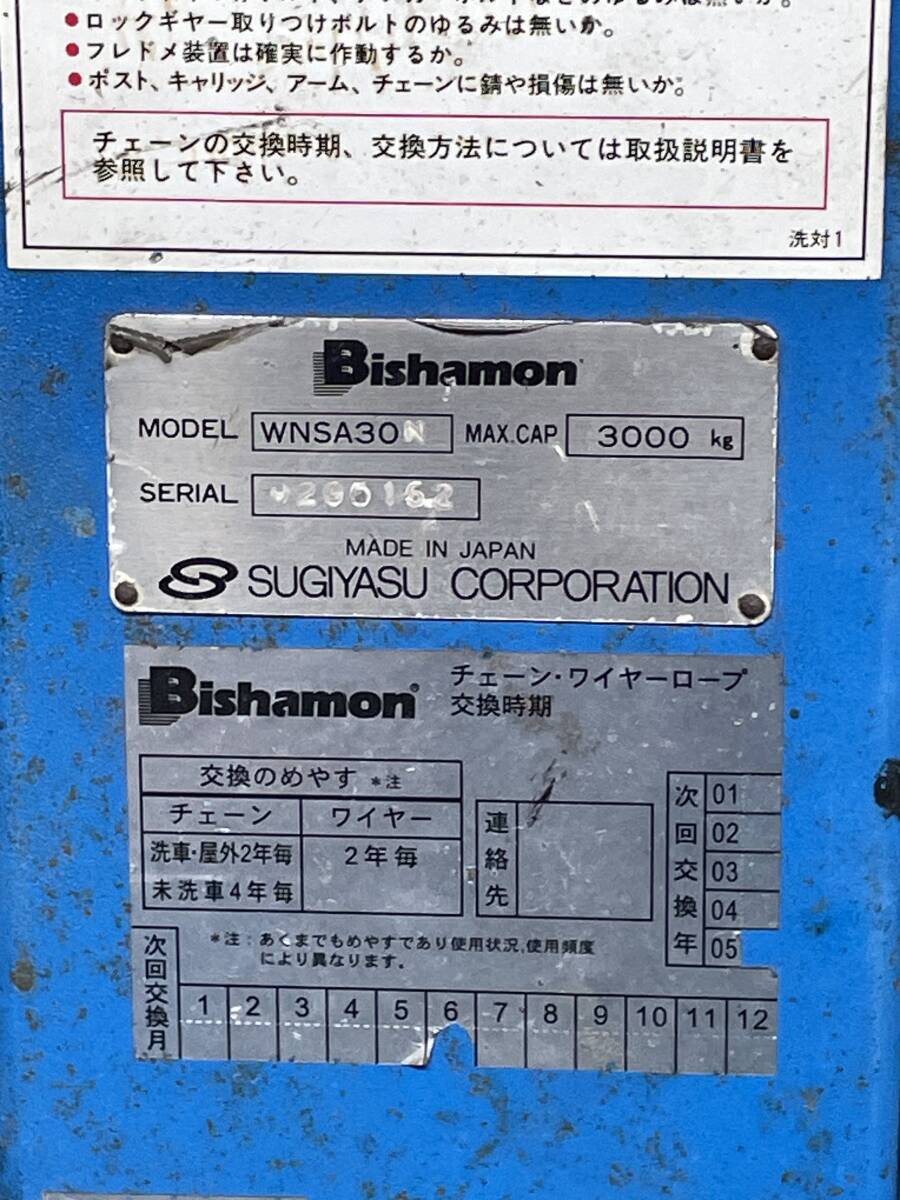 ●ロックギヤー取りつけボルトのゆるみは無いか。
●フレドメ装置は確実に作動するか。
●ポスト、キャリッジ、アーム、チェーンに錆や損傷は無いか。
チェーンの交換時期、交換方法については取扱説明書を
参照して下さい。
洗対1
Bishamon
MODEL WNSA30N MAX.CAP 3000 kg
SERIAL
MADE IN JAPAN
SUGIYASU CORPORATION
Bishamon®
チェーン・ワイヤーロープ
交換時期
交換のめやす *注
チェーン ワイヤー
洗車・屋外2年毎 2年毎
未洗車4年毎
連絡先
次回交換年
01
02
03
04
05
*注：あくまでもめやすであり使用状況,使用頻度
により異なります。
次回交換月
1 2 3 4 5 6 7 8 9 10 11 12